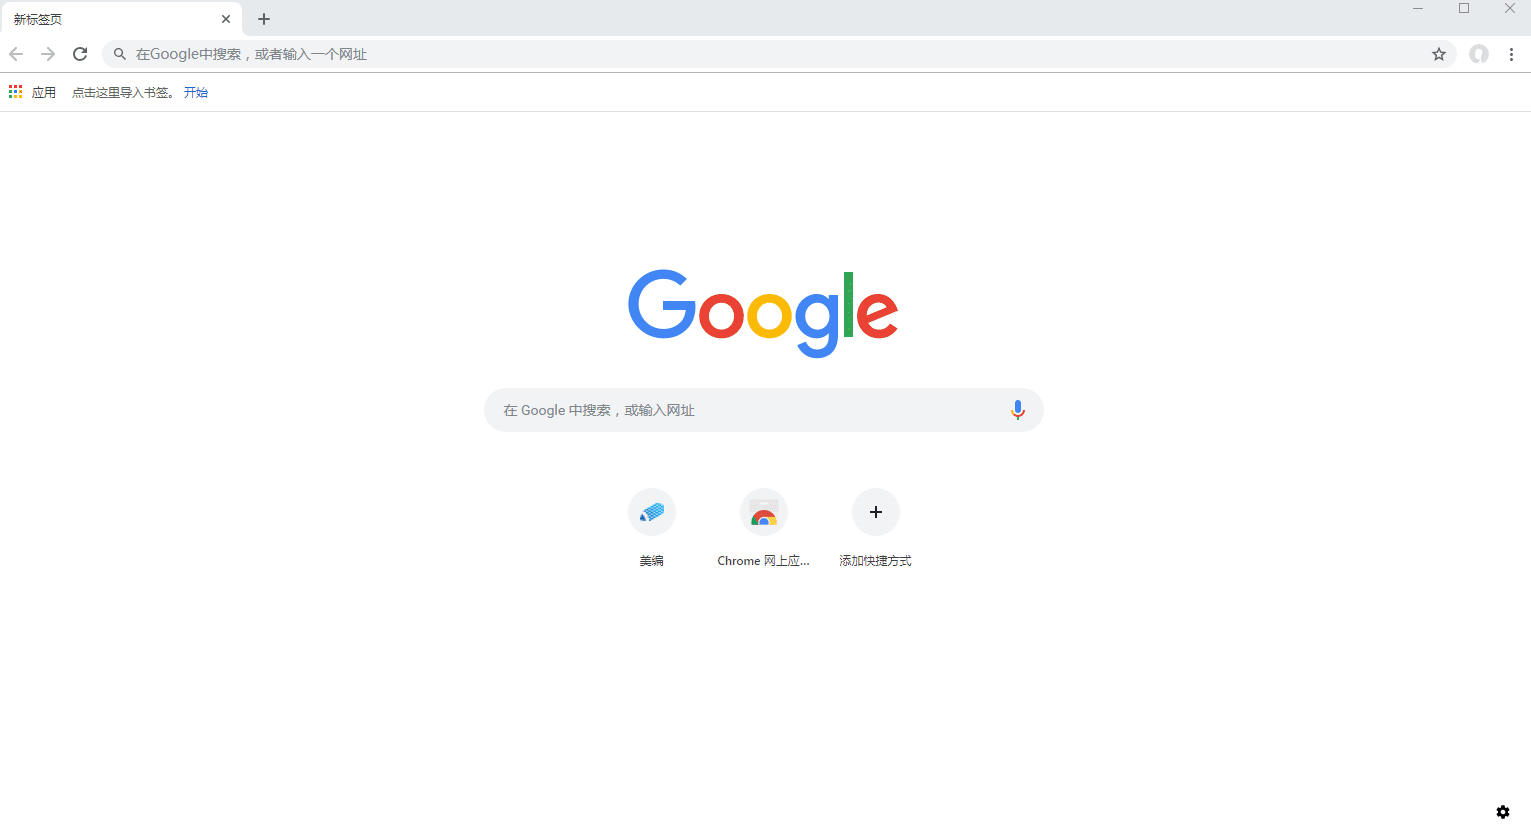 新标签页
在Google中搜索，或者输入一个网址
应用 点击这里导入书签。 开始
Google
在 Google 中搜索，或输入网址
美编 Chrome 网上应... 添加快捷方式